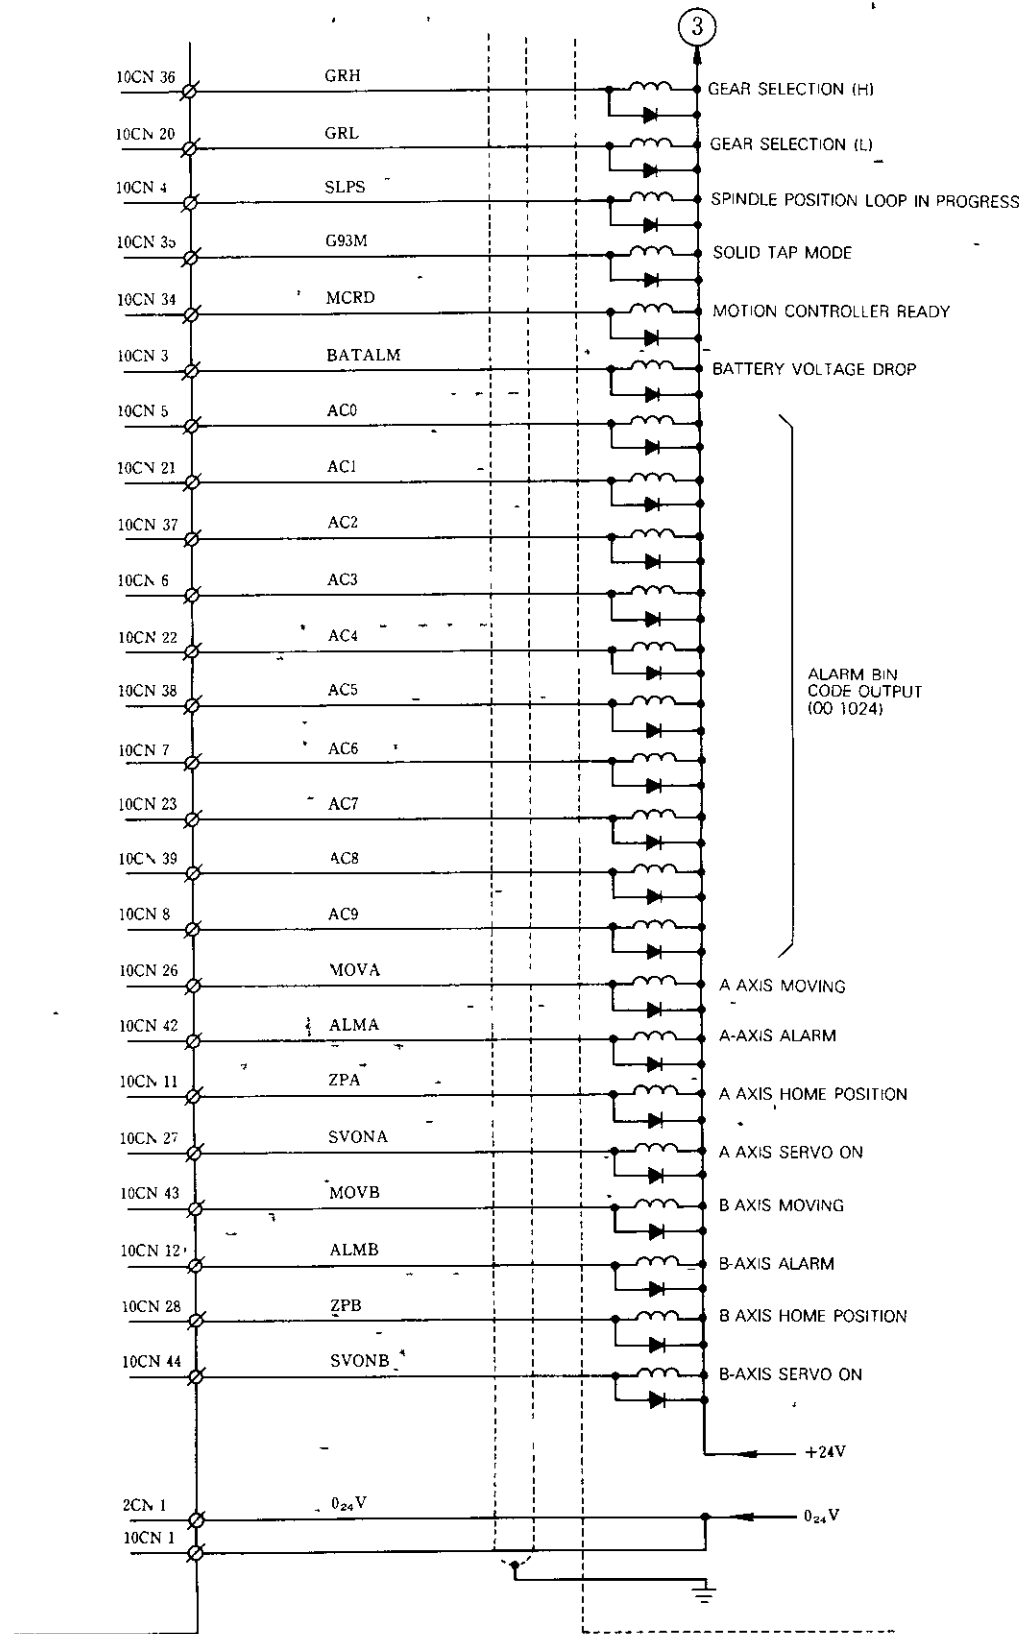 3
10CN 36 GRH GEAR SELECTION (H)
10CN 20 GRL GEAR SELECTION (L)
10CN 4 SLPS SPINDLE POSITION LOOP IN PROGRESS
10CN 35 G93M SOLID TAP MODE
10CN 34 MCRD MOTION CONTROLLER READY
10CN 3 BATALM BATTERY VOLTAGE DROP
10CN 5 AC0
10CN 21 AC1
10CN 37 AC2
10CN 6 AC3
10CN 22 AC4
ALARM BIN
CODE OUTPUT
(00 1024)
10CN 38 AC5
10CN 7 AC6
10CN 23 AC7
10CN 39 AC8
10CN 8 AC9
10CN 26 MOVA A AXIS MOVING
10CN 42 ALMA A-AXIS ALARM
10CN 11 ZPA A AXIS HOME POSITION
10CN 27 SVONA A AXIS SERVO ON
10CN 43 MOVB B AXIS MOVING
10CN 12 ALMB B-AXIS ALARM
10CN 28 ZPB B AXIS HOME POSITION
10CN 44 SVONB B-AXIS SERVO ON
+24V
2CN 1 0₂₄V 0₂₄V
10CN 1